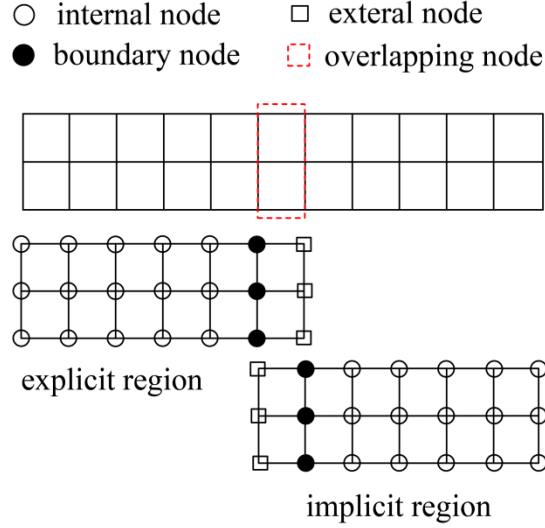 internal node
exteral node
boundary node
overlapping node
explicit region
implicit region